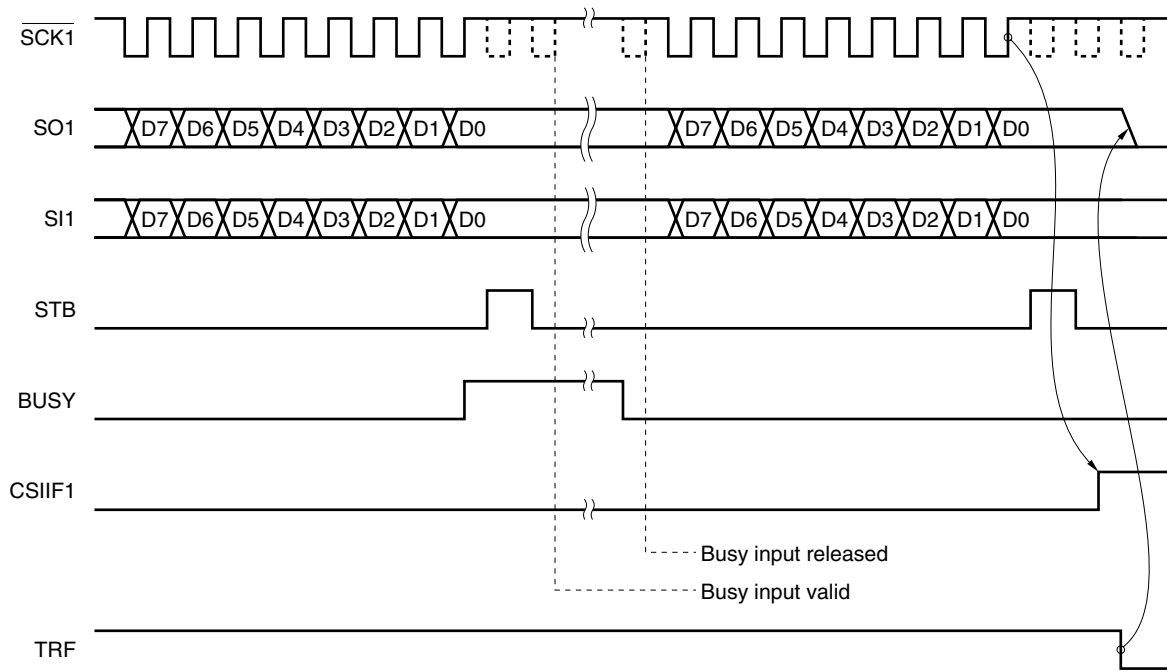 SCK1
SO1
D7 D6 D5 D4 D3 D2 D1 D0 D7 D6 D5 D4 D3 D2 D1 D0
SI1
D7 D6 D5 D4 D3 D2 D1 D0 D7 D6 D5 D4 D3 D2 D1 D0
STB
BUSY
CSIIF1
Busy input released
Busy input valid
TRF